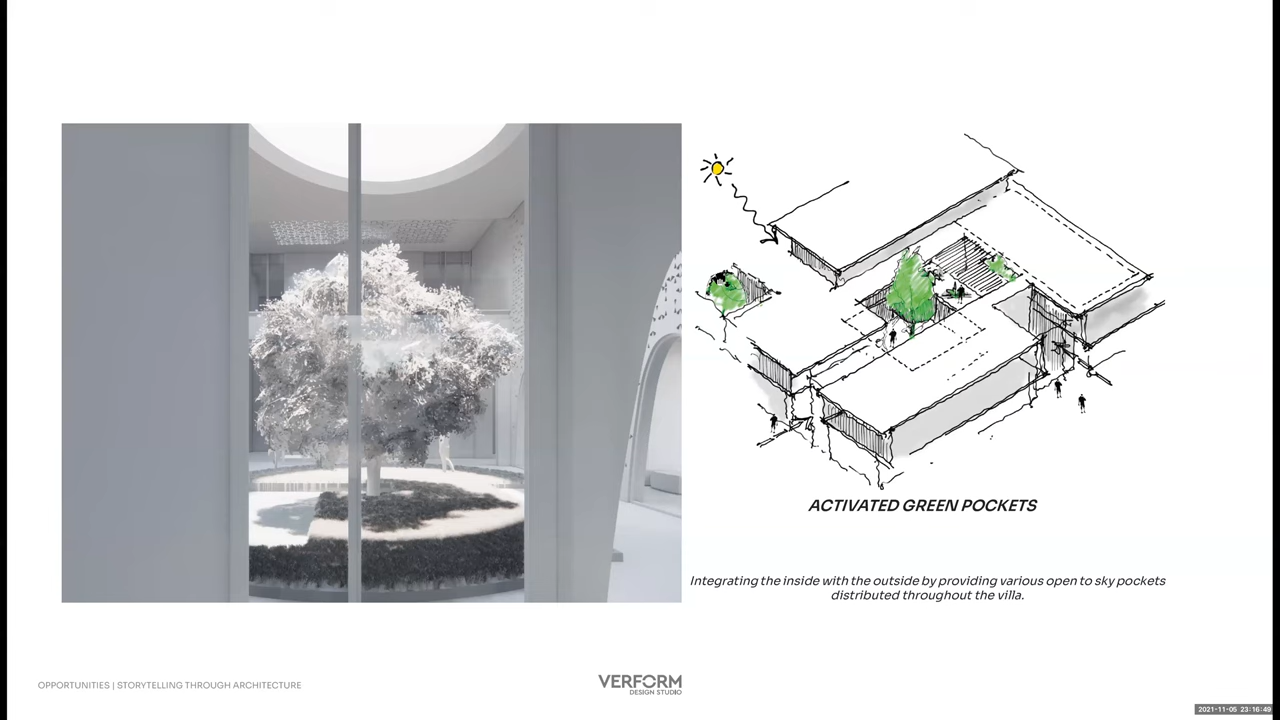 ACTIVATED GREEN POCKETS
Integrating the inside with the outside by providing various open to sky pockets
distributed throughout the villa.
OPPORTUNITIES | STORYTELLING THROUGH ARCHITECTURE
VERFORM
DESIGN STUDIO
2021-11-05 23:16:49